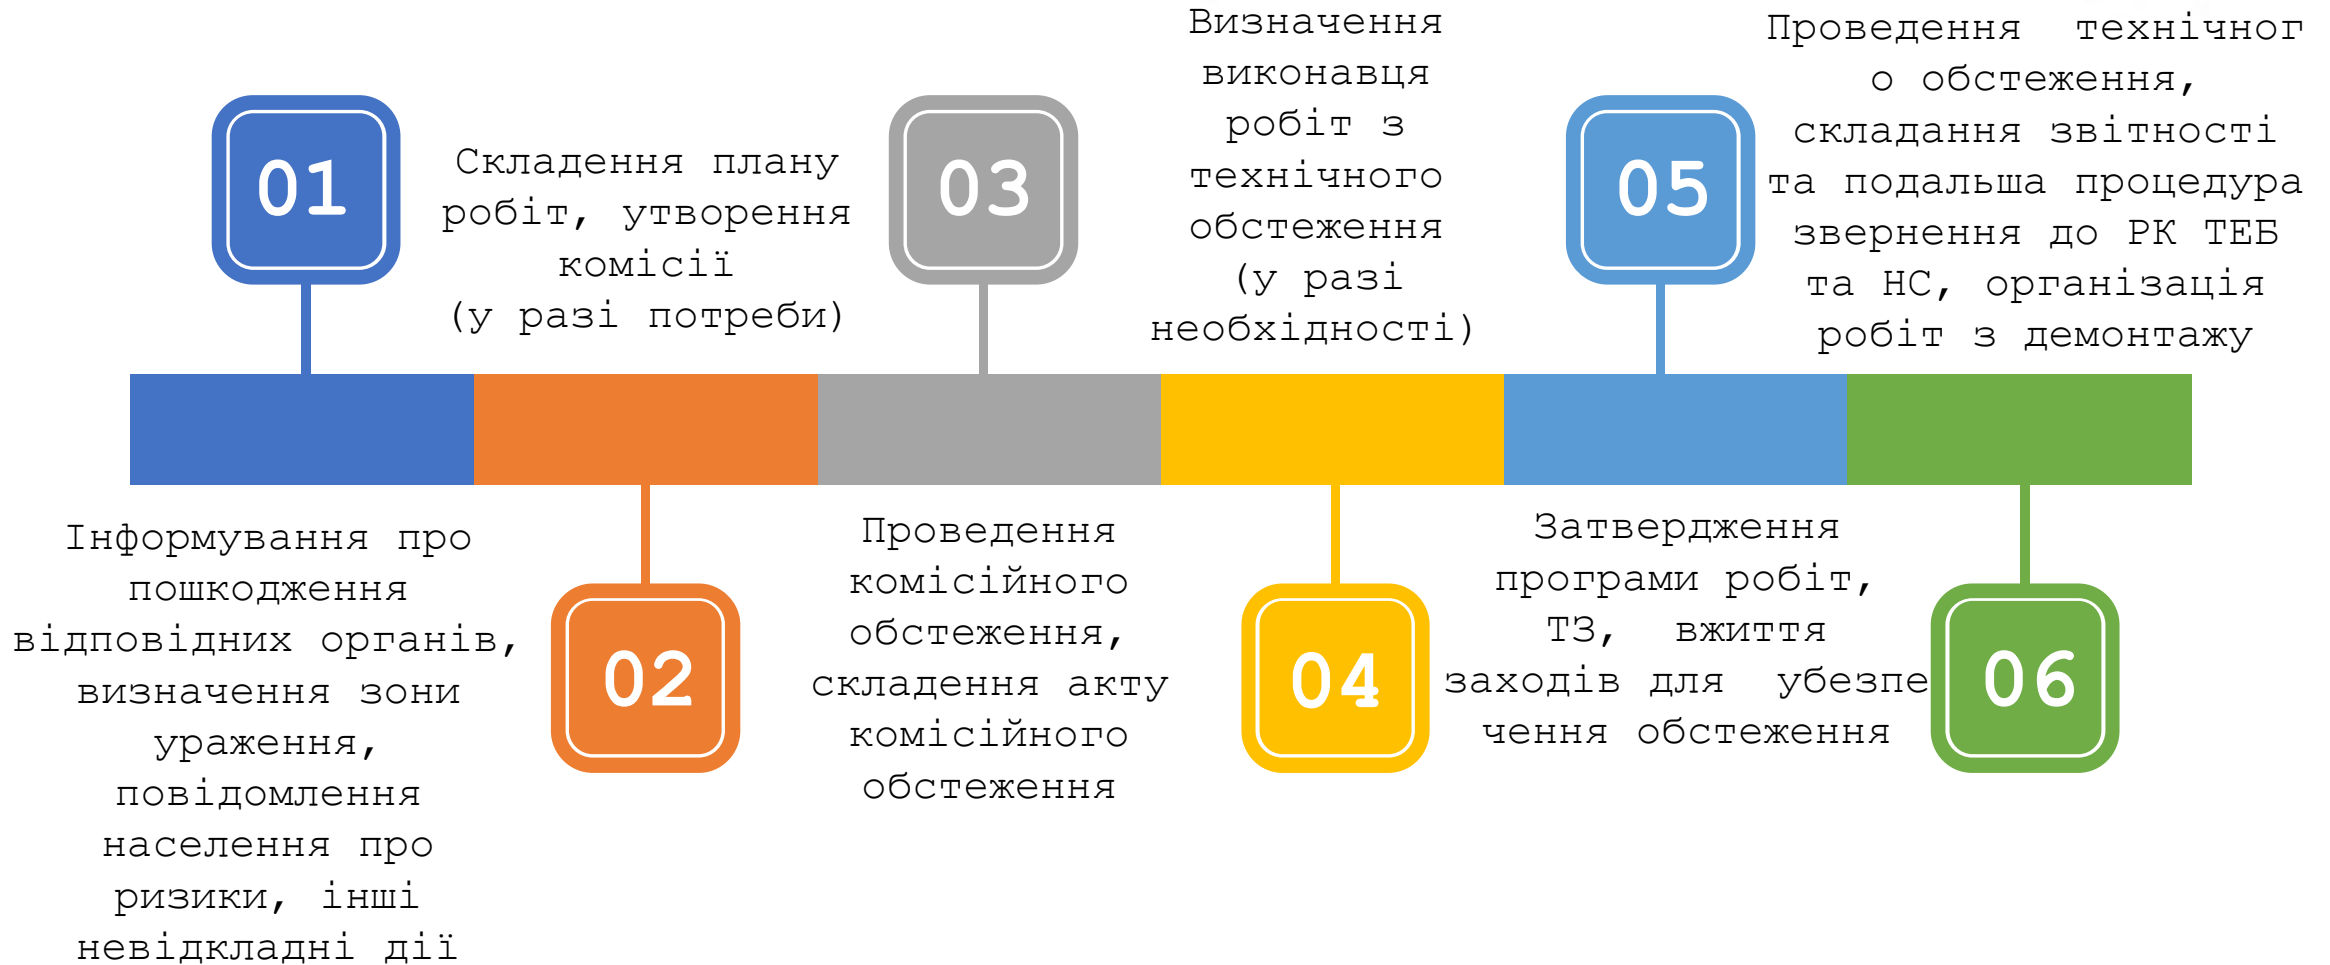 01
Інформування про
пошкодження
відповідних органів,
визначення зони
ураження,
повідомлення
населення про
ризики, інші
невідкладні дії
02
Складення плану
робіт, утворення
комісії
(у разі потреби)
03
Проведення
комісійного
обстеження,
складення акту
комісійного
обстеження
04
Визначення
виконавця
робіт з
технічного
обстеження
(у разі
необхідності)
05
Затвердження
програми робіт,
ТЗ, вжиття
заходів для убезпе
чення обстеження
06
Проведення технічног
о обстеження,
складання звітності
та подальша процедура
звернення до РК ТЕБ
та НС, організація
робіт з демонтажу